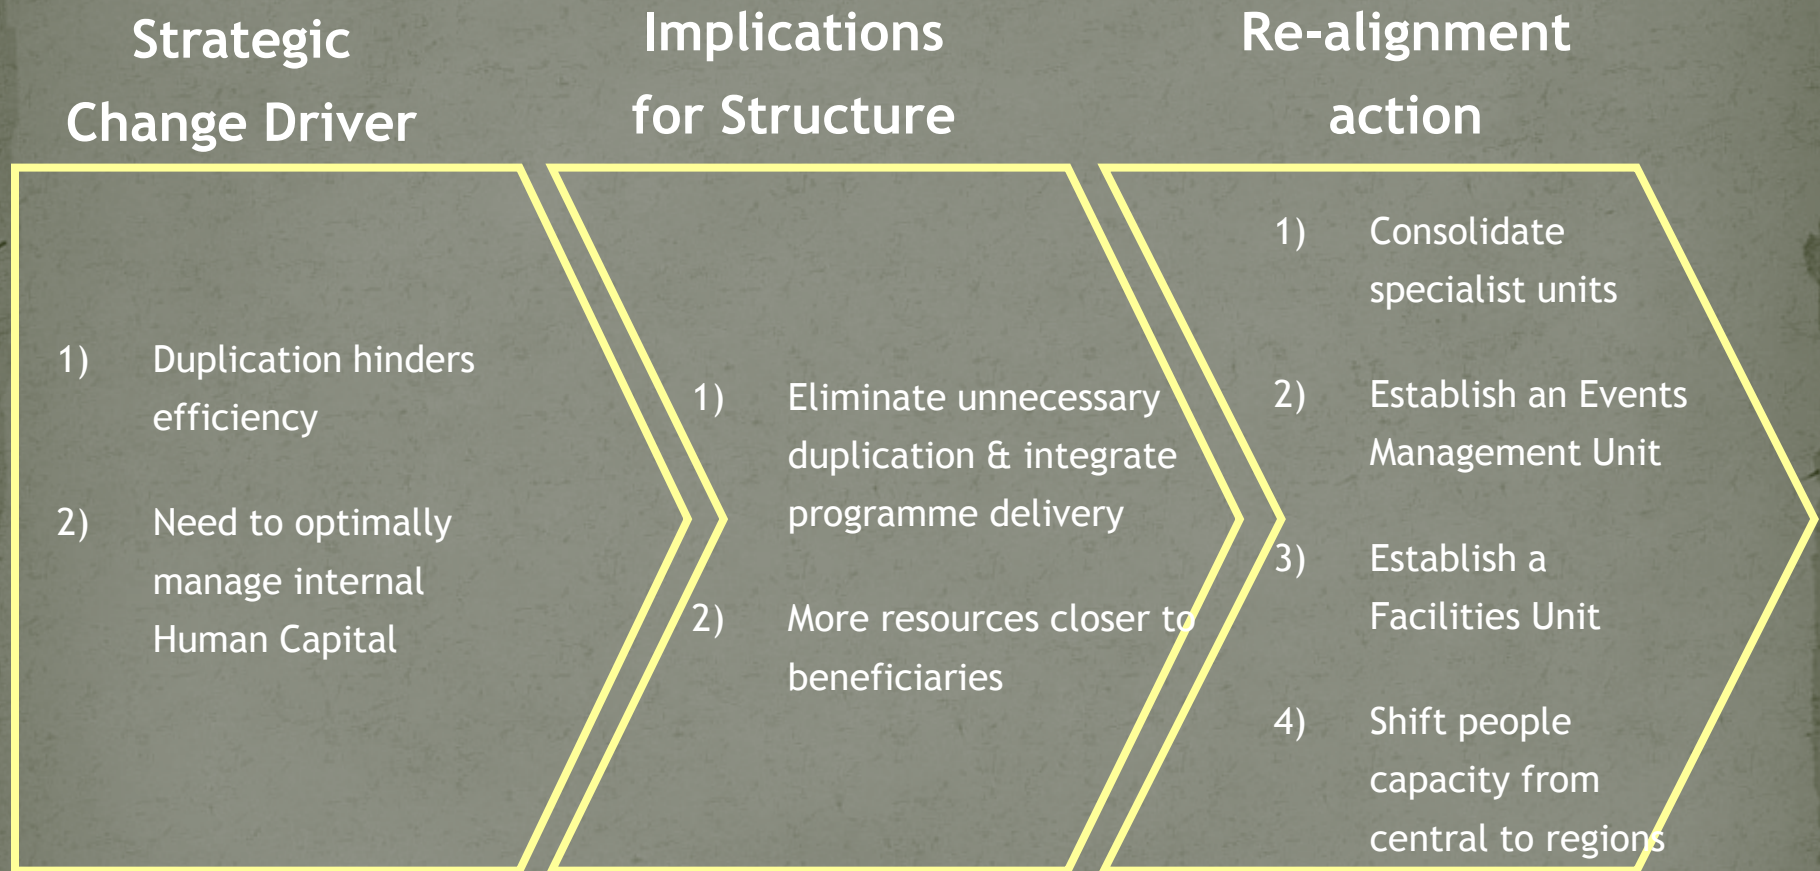 Strategic
Change Driver
Implications
for Structure
Re-alignment
action
1) Duplication hinders
efficiency
2) Need to optimally
manage internal
Human Capital
1) Eliminate unnecessary
duplication & integrate
programme delivery
2) More resources closer to
beneficiaries
1) Consolidate
specialist units
2) Establish an Events
Management Unit
3) Establish a
Facilities Unit
4) Shift people
capacity from
central to regions